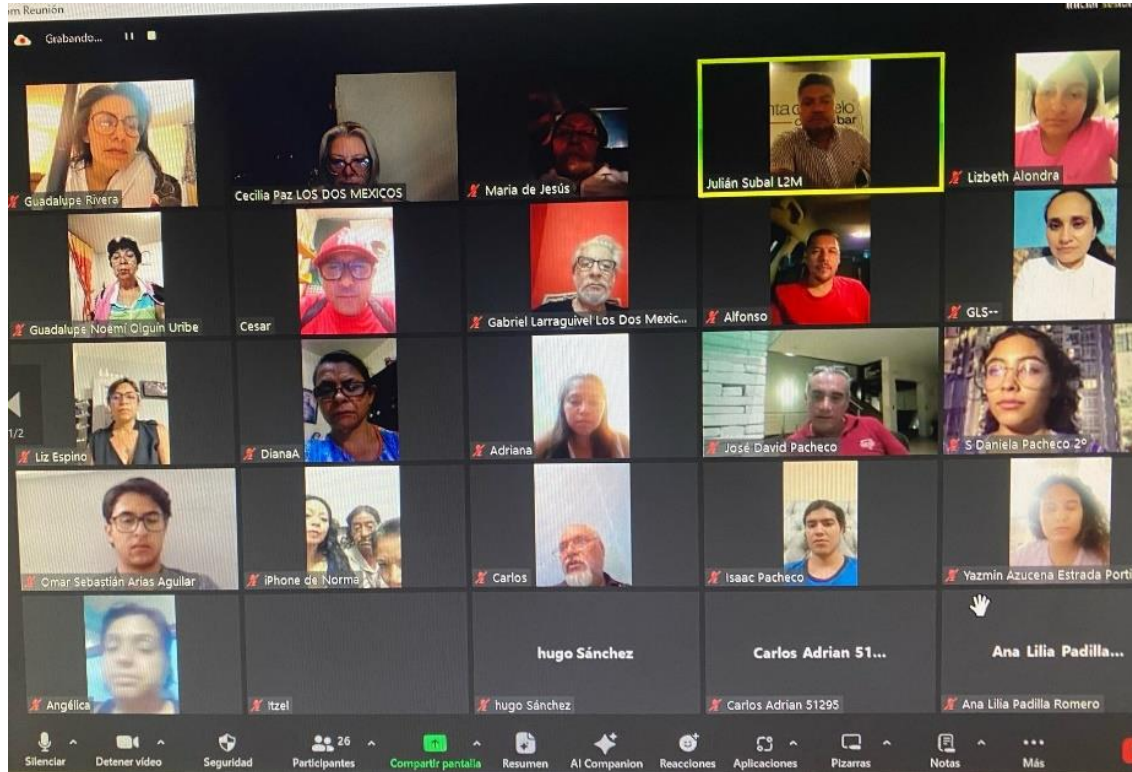 om Reunión
Grabando...
Guadalupe Rivera
Cecilia Paz LOS DOS MEXICOS
Maria de Jesús
Julián Subal L2M
Lizbeth Alondra
Guadalupe Noemí Olguin Uribe
Cesar
Gabriel Larraguivel Los Dos Mexic...
Alfonso
GLS--
1/2
Liz Espino
DianaA
Adriana
José David Pacheco
S Daniela Pacheco 2º
Omar Sebastián Arias Aguilar
iPhone de Norma
Carlos
Isaac Pacheco
Yazmin Azucena Estrada Porti
hugo Sánchez
Carlos Adrian 51...
Ana Lilia Padilla...
Angélica
Itzel
hugo Sánchez
Carlos Adrian 51295
Ana Lilia Padilla Romero
26
Silenciar
Detener vídeo
Seguridad
Participantes
Compartir pantalla
Resumen
AI Companion
Reacciones
Aplicaciones
Pizarras
Notas
Más